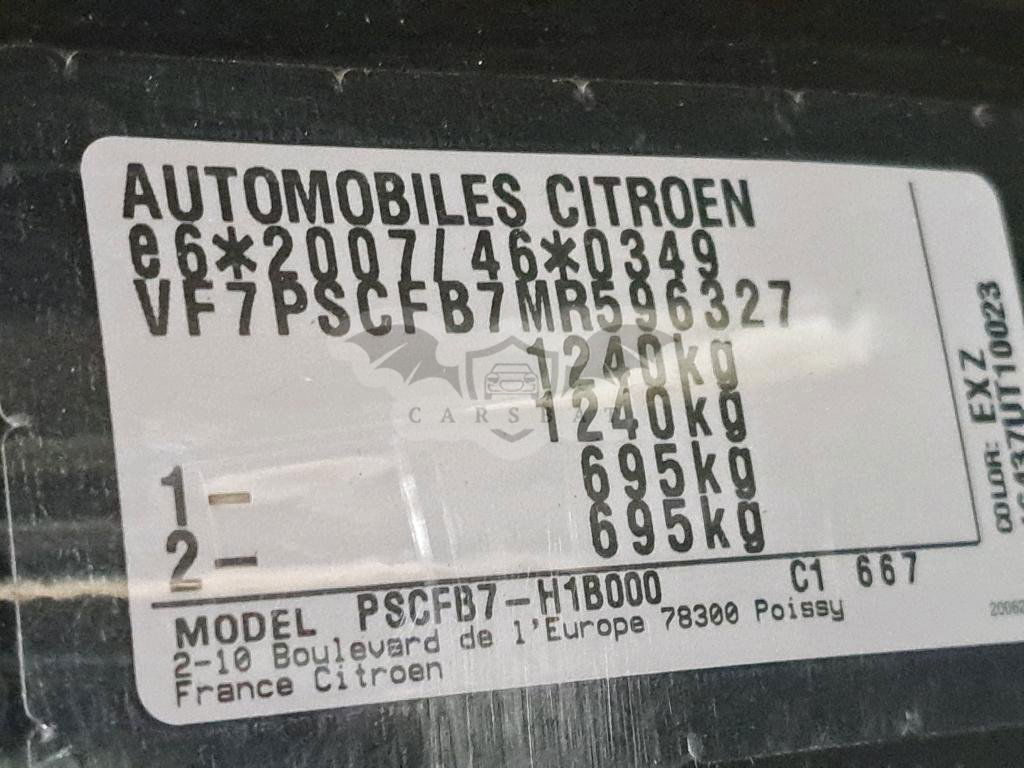 AUTOMOBILES CITROEN
e6*2007/46*0349
VF7PSCFB7MR596327
1240kg
1240kg
1- 695kg
2- 695kg
MODEL PSCFB7-H1B000 C1 667
2-10 Boulevard de l'Europe 78300 Poissy
France Citroen
COLOR: EXZ